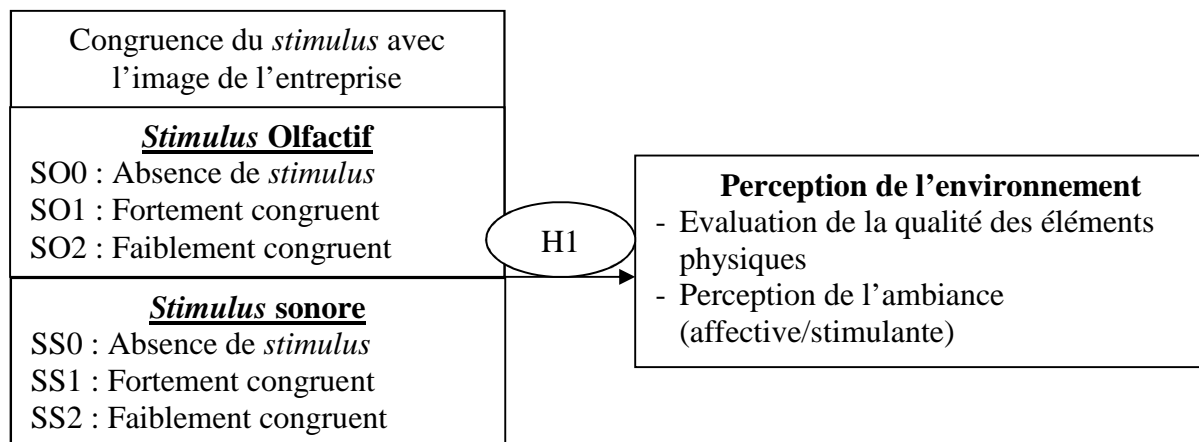 Congruence du stimulus avec
l’image de l’entreprise
Stimulus Olfactif
SO0 : Absence de stimulus
SO1 : Fortement congruent
SO2 : Faiblement congruent
Stimulus sonore
SS0 : Absence de stimulus
SS1 : Fortement congruent
SS2 : Faiblement congruent
H1
Perception de l’environnement
- Evaluation de la qualité des éléments
physiques
- Perception de l’ambiance
(affective/stimulante)